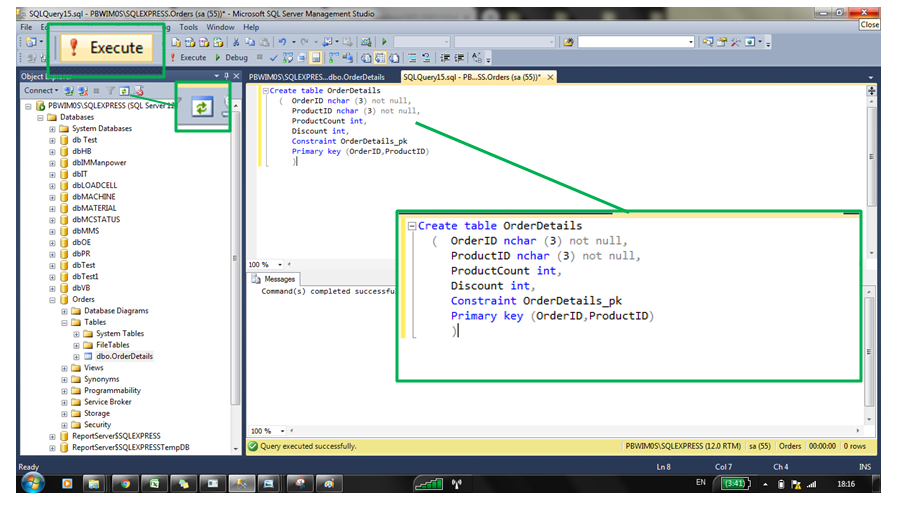 SQLQuery15.sql - PBWIM0S\SQLEXPRESS.Orders (sa (55))* - Microsoft SQL Server Management Studio
Close
File
Tools Window Help
Execute
Execute Debug
Object
PBWIM0S\SQLEXPRES...dbo.OrderDetails
SQLQuery15.sql - PB...SS.Orders (sa (55))*
Connect
PBWIM0S\SQLEXPRESS (SQL Server 12
Databases
System Databases
db Test
dbHB
dbIMManpower
dbIT
dbLOADCELL
dbMACHINE
dbMATERIAL
dbMCSTATUS
dbMMS
dbOE
dbPR
dbTest
dbTest1
dbVB
Orders
Database Diagrams
Tables
System Tables
FileTables
dbo.OrderDetails
Views
Synonyms
Programmability
Service Broker
Storage
Security
ReportServer$SQLEXPRESS
ReportServer$SQLEXPRESSTempDB
Create table OrderDetails
( OrderID nchar (3) not null,
ProductID nchar (3) not null,
ProductCount int,
Discount int,
Constraint OrderDetails_pk
Primary key (OrderID,ProductID)
)
Create table OrderDetails
( OrderID nchar (3) not null,
ProductID nchar (3) not null,
ProductCount int,
Discount int,
Constraint OrderDetails_pk
Primary key (OrderID,ProductID)
)
100 %
Messages
Command(s) completed successfu
100 %
Query executed successfully.
PBWIM0S\SQLEXPRESS (12.0 RTM) sa (55) Orders 00:00:00 0 rows
Ready
Ln 8 Col 7 Ch 4 INS
EN (3:41) 18:16